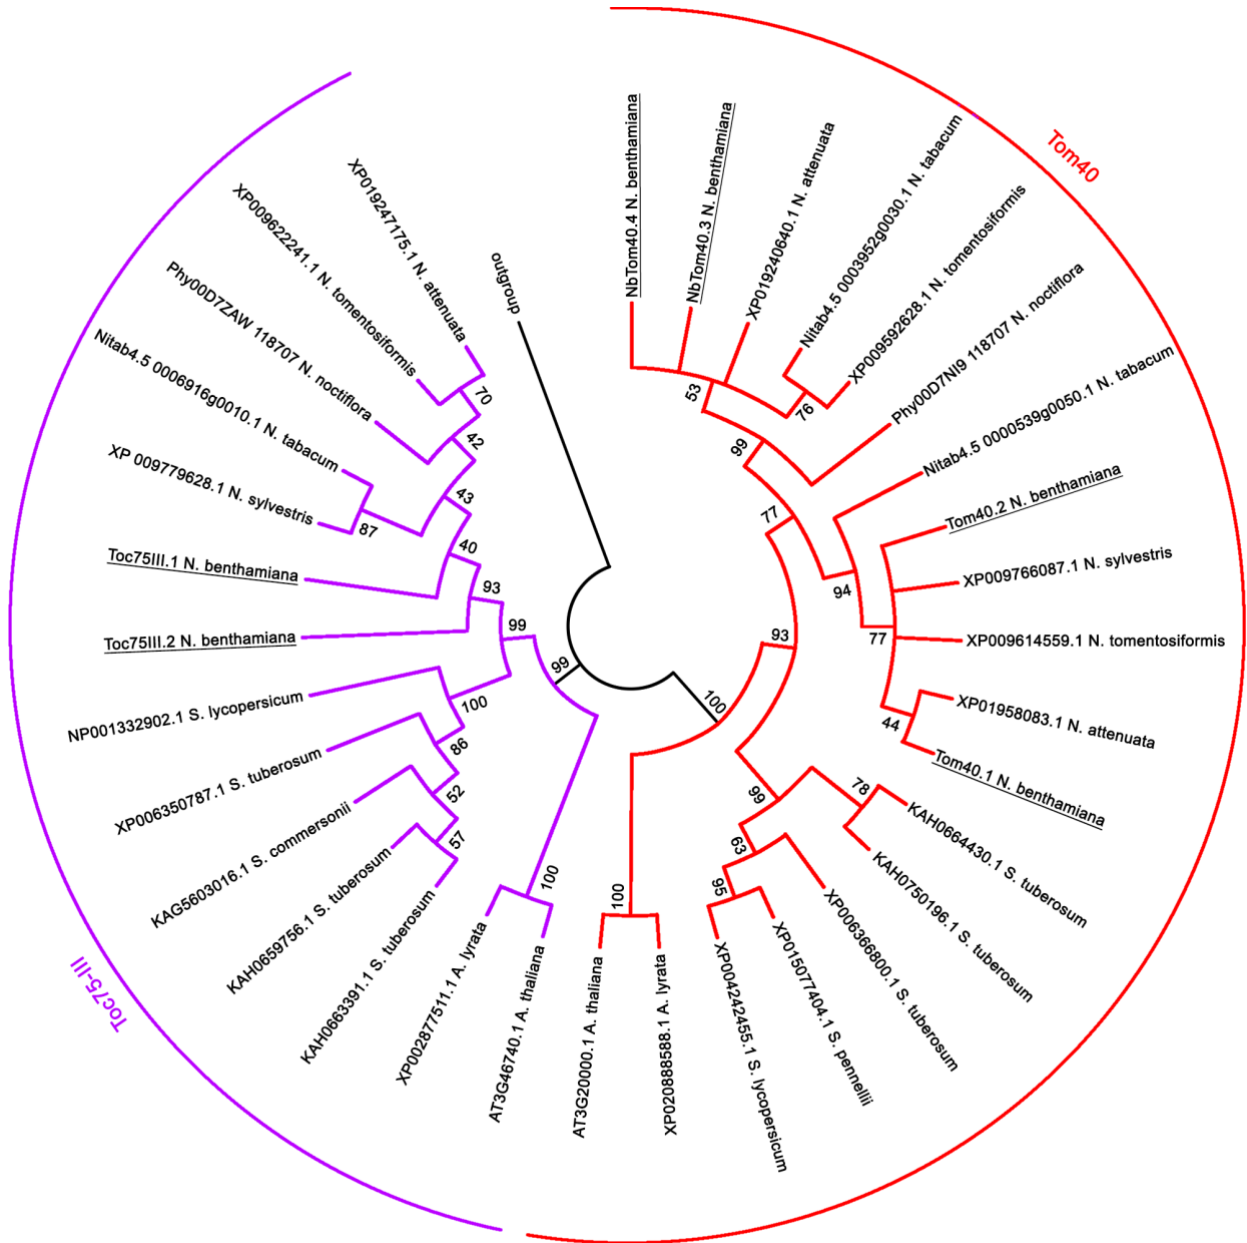 Tom40
NbTom40.4 N. benthamiana
NbTom40.3 N. benthamiana
XP019240640.1 N. attenuata
Nitab4.5 0003952g0030.1 N. tabacum
XP009592628.1 N. tomentosiformis
Phy00D7NI9 118707 N. noctiflora
Nitab4.5 0000539g0050.1 N. tabacum
Tom40.2 N. benthamiana
XP009766087.1 N. sylvestris
XP009614559.1 N. tomentosiformis
XP01958083.1 N. attenuata
Tom40.1 N. benthamiana
KAH0664430.1 S. tuberosum
KAH0750196.1 S. tuberosum
XP006366800.1 S. tuberosum
XP015077404.1 S. pennellii
XP004242455.1 S. lycopersicum
XP020888588.1 A. lyrata
AT3G20000.1 A. thaliana
AT3G46740.1 A. thaliana
XP002877511.1 A. lyrata
KAH0663391.1 S. tuberosum
KAH0659756.1 S. tuberosum
KAG5603016.1 S. commersonii
XP006350787.1 S. tuberosum
NP001332902.1 S. lycopersicum
Toc75III.2 N. benthamiana
Toc75III.1 N. benthamiana
XP 009779628.1 N. sylvestris
Nitab4.5 0006916g0010.1 N. tabacum
Phy00D7ZAW 118707 N. noctiflora
XP009622241.1 N. tomentosiformis
XP019247175.1 N. attenuata
outgroup
Toc75-III
53
76
99
77
94
77
44
93
78
99
63
95
100
100
99
100
99
93
40
43
87
42
70
100
86
52
57